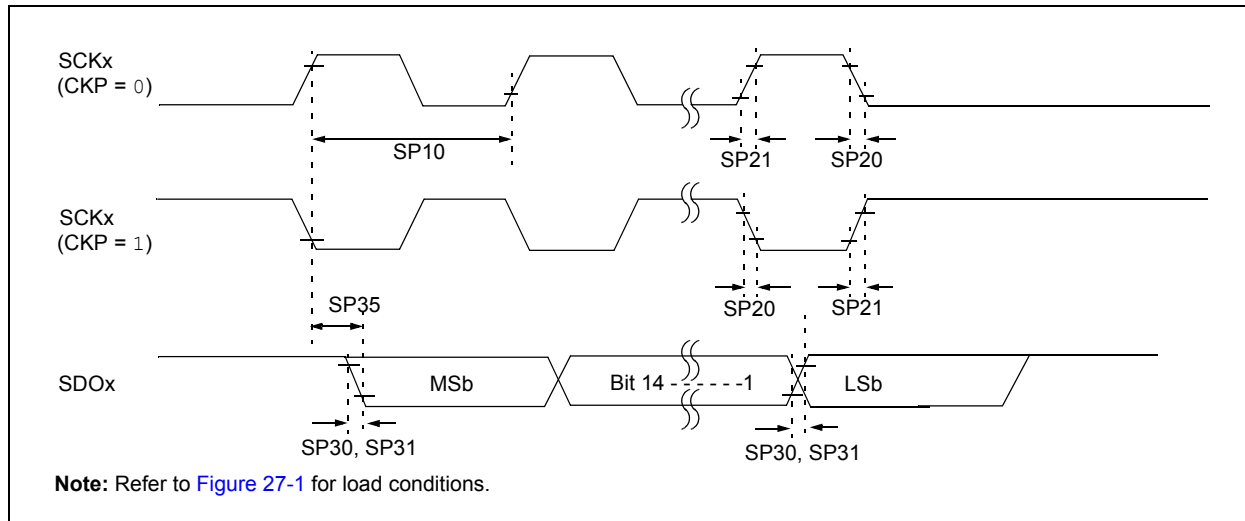 SCKx
(CKP = 0)
SP10
SP21
SP20
SCKx
(CKP = 1)
SP35
SP20
SP21
SDOx
MSb
Bit 14 - - - - - -1
LSb
SP30, SP31
SP30, SP31
Note: Refer to Figure 27-1 for load conditions.